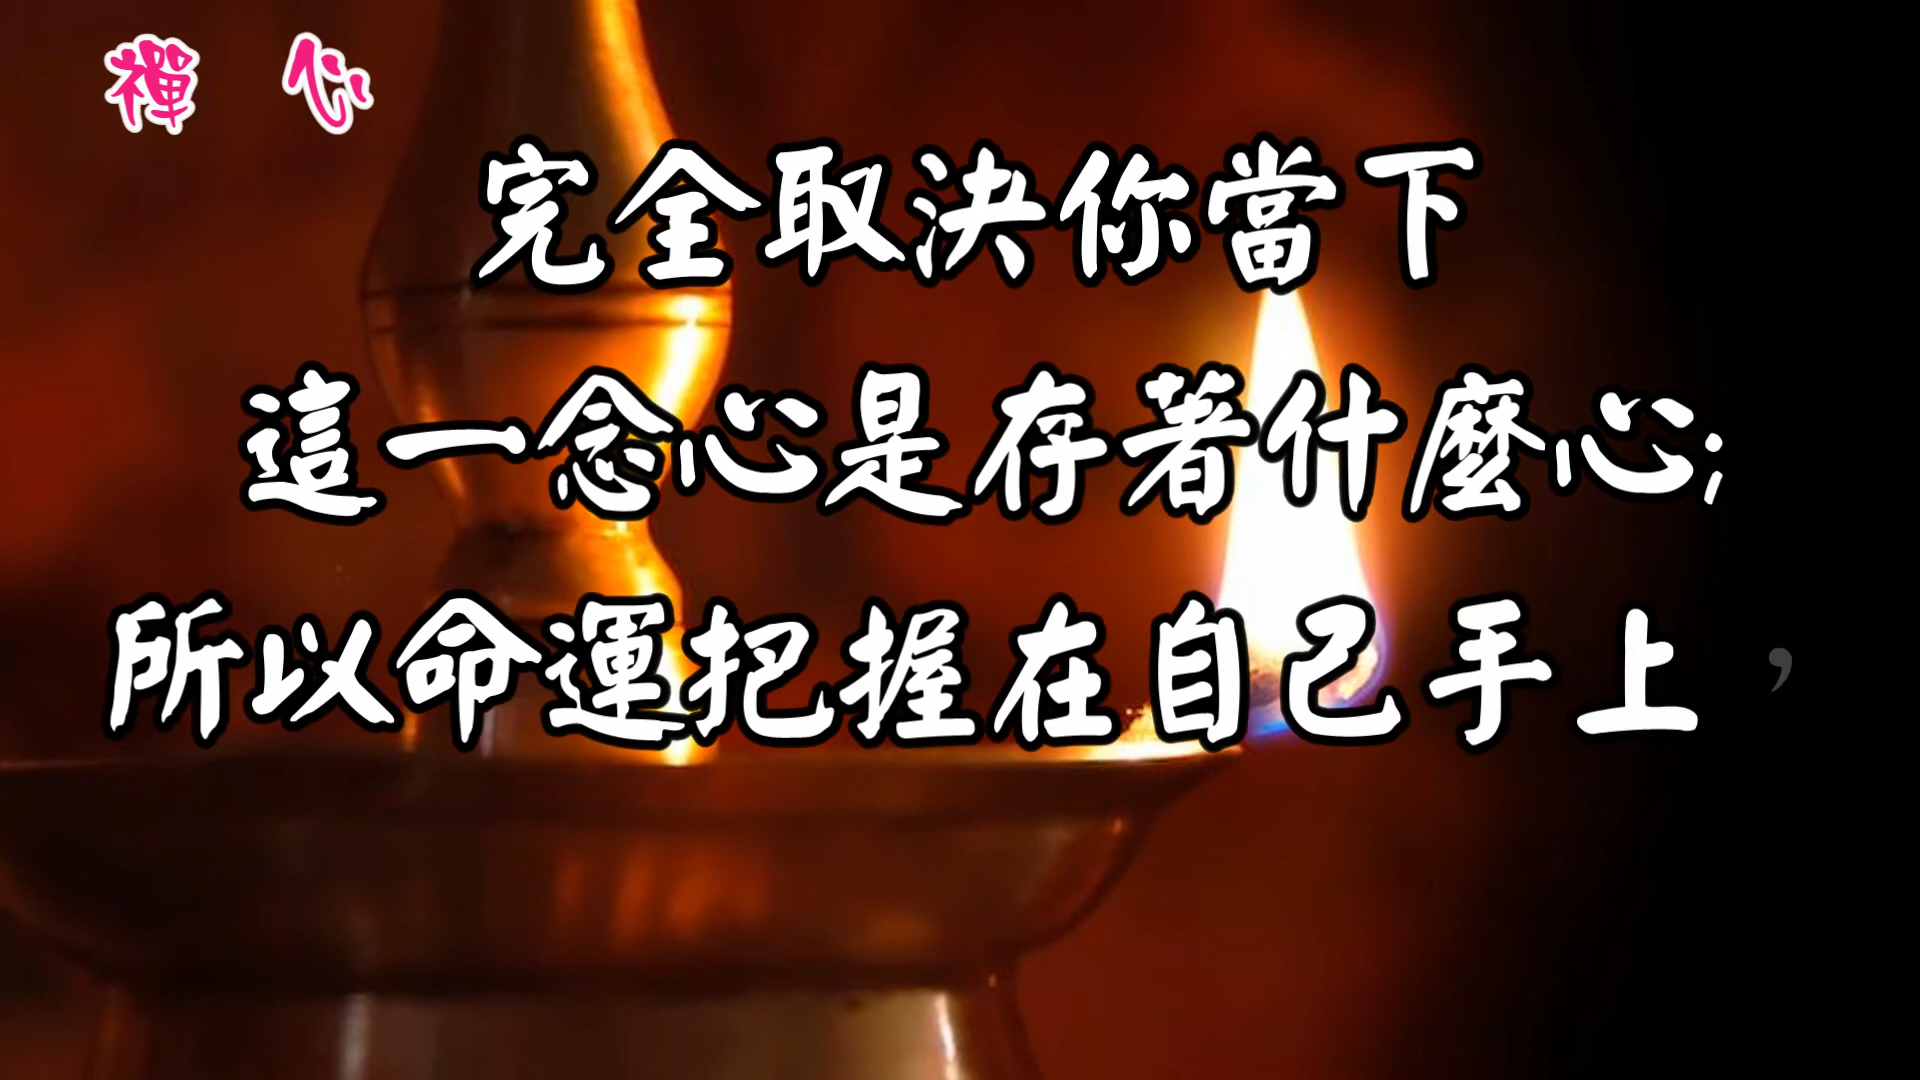 禪 心
完全取決你當下
這一念心是存著什麼心;
所以命運把握在自己手上，